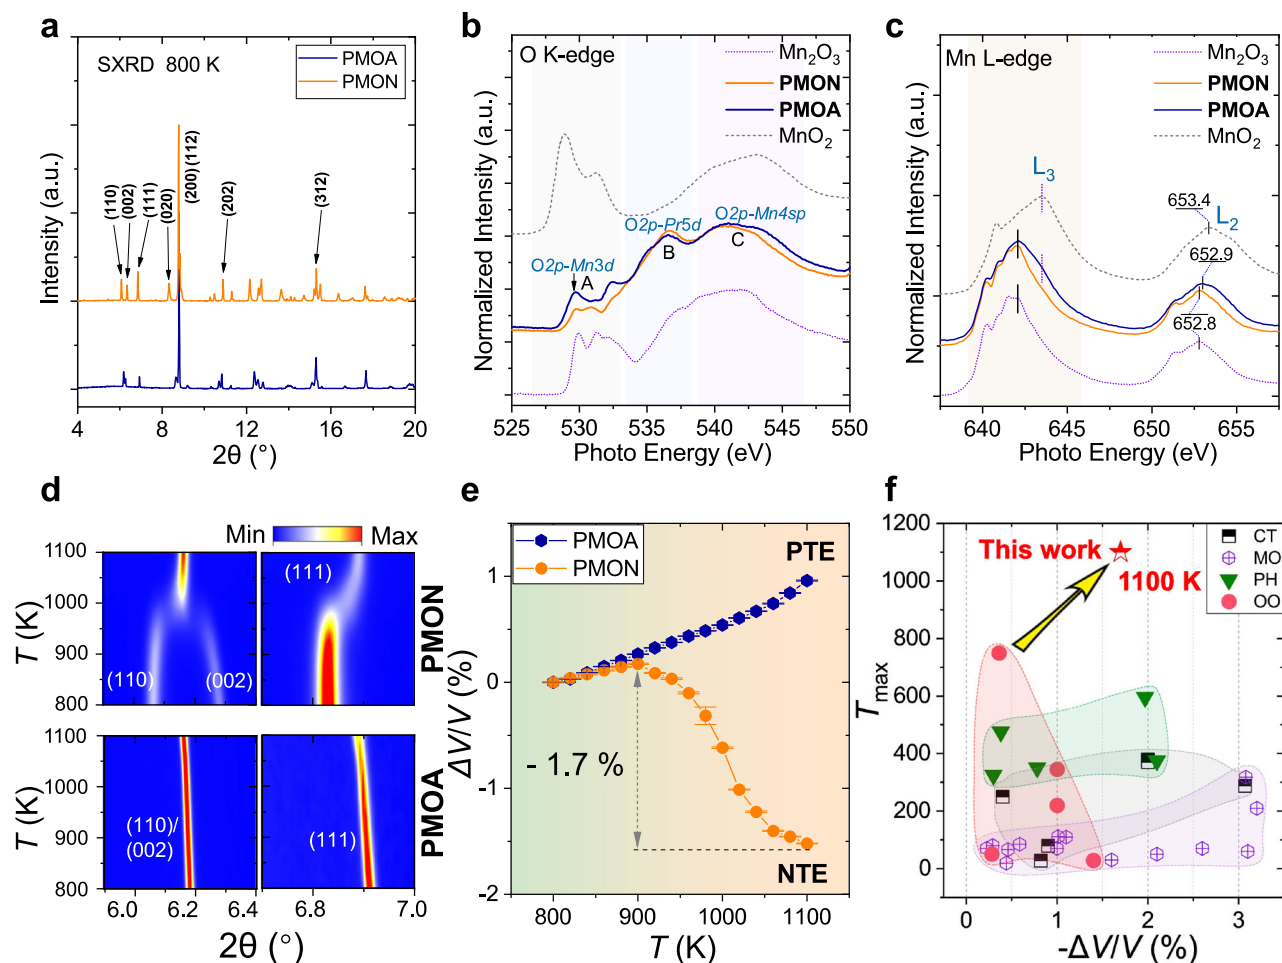 a
SXRD 800 K
PMOA
PMON
(110)
(002)
(111)
(020)
(200) (112)
(202)
(312)
Intensity (a.u.)
4 8 12 16 20
2θ (°)
b
O K-edge
Mn2O3
PMON
PMOA
MnO2
O2p-Mn3d
A
O2p-Pr5d
B
O2p-Mn4sp
C
Normalized Intensity (a.u.)
525 530 535 540 545 550
Photo Energy (eV)
c
Mn L-edge
Mn2O3
PMON
PMOA
MnO2
L3
653.4
L2
652.9
652.8
Normalized Intensity (a.u.)
640 645 650 655
Photo Energy (eV)
d
Min Max
1100
1000
900
800
T (K)
(110)
(002)
(111)
PMON
1100
1000
900
800
T (K)
(110)/
(002)
(111)
PMOA
6.0 6.2 6.4
6.8 7.0
2θ (°)
e
PMOA
PMON
PTE
- 1.7 %
NTE
ΔV/V (%)
1
0
-1
-2
800 900 1000 1100
T (K)
f
This work
1100 K
CT
MO
PH
OO
Tmax
1200
1000
800
600
400
200
0
0 1 2 3
-ΔV/V (%)